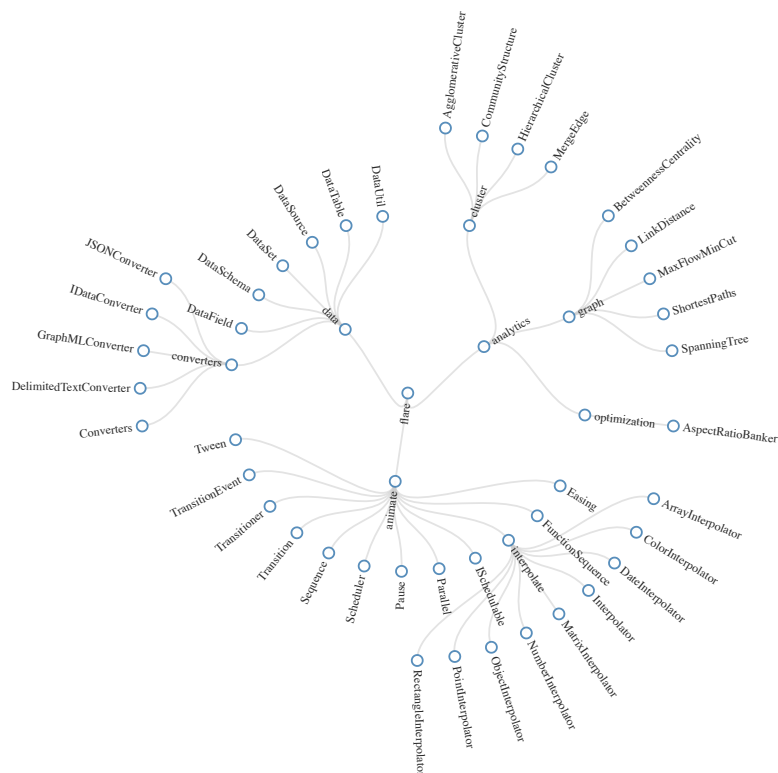 flare
analytics
cluster
AgglomerativeCluster
CommunityStructure
HierarchicalCluster
MergeEdge
graph
BetweennessCentrality
LinkDistance
MaxFlowMinCut
ShortestPaths
SpanningTree
optimization
AspectRatioBanker
animate
Easing
FunctionSequence
interpolate
ArrayInterpolator
ColorInterpolator
DateInterpolator
Interpolator
MatrixInterpolator
NumberInterpolator
ObjectInterpolator
PointInterpolator
RectangleInterpolato
ISchedulable
Parallel
Pause
Scheduler
Sequence
Transition
Transitioner
TransitionEvent
Tween
data
converters
Converters
DelimitedTextConverter
GraphMLConverter
IDataConverter
JSONConverter
DataField
DataSchema
DataSet
DataSource
DataTable
DataUtil